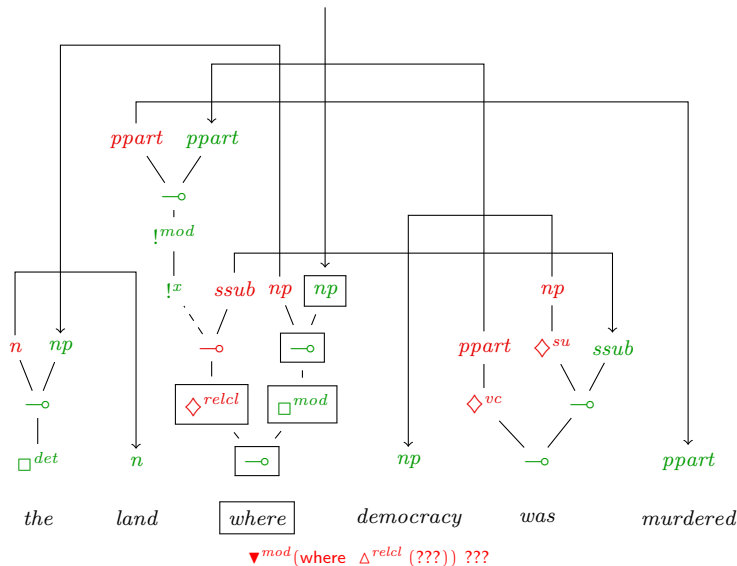 ppart ppart
!mod
!x ssub np np np
n np ppart ◇su ssub
◇relcl □mod ◇vc
□det n np ppart
the land where democracy was murdered
▼mod(where △relcl (???)) ???